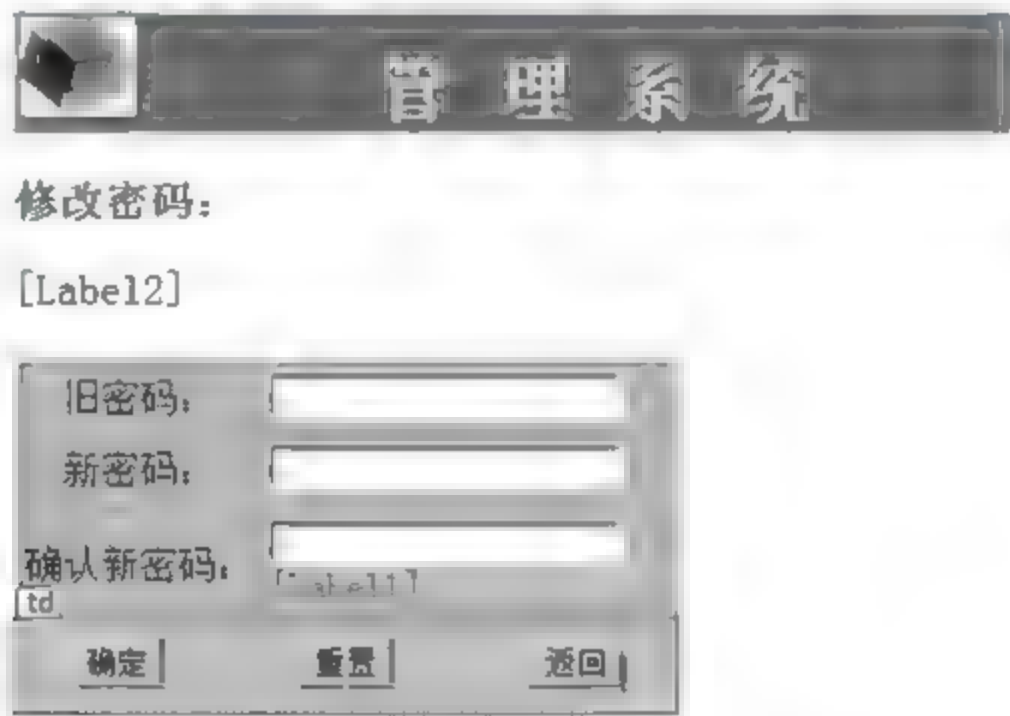 管理系统
修改密码：
[Label2]
旧密码：
新密码：
确认新密码：
[Label1]
td
确定 重置 返回